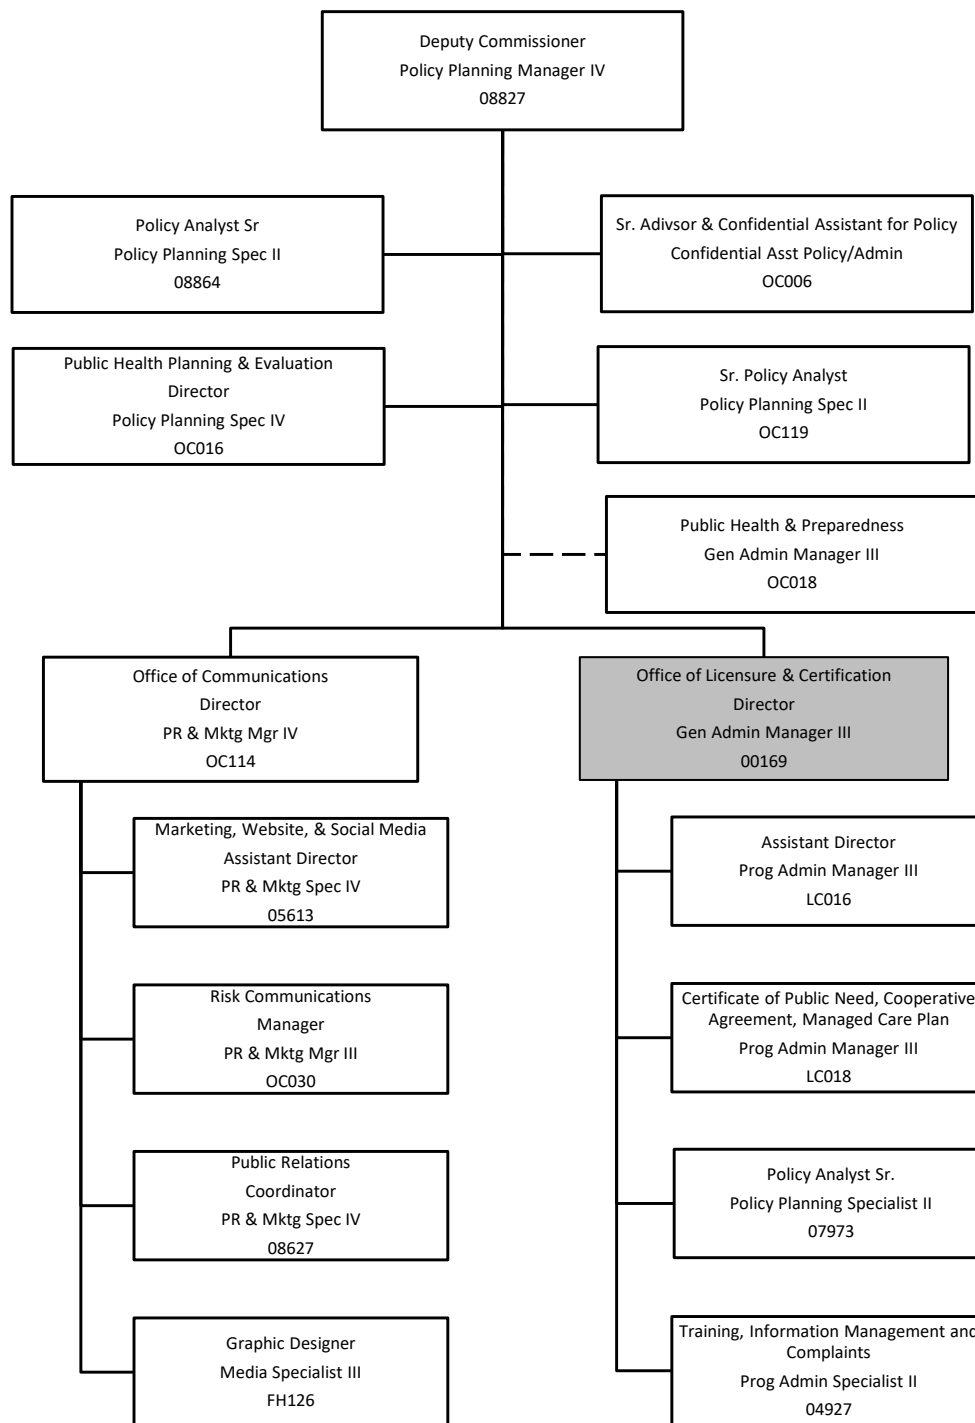 Deputy Commissioner
Policy Planning Manager IV
08827
Policy Analyst Sr
Policy Planning Spec II
08864
Sr. Adivsor & Confidential Assistant for Policy
Confidential Asst Policy/Admin
OC006
Public Health Planning & Evaluation
Director
Policy Planning Spec IV
OC016
Sr. Policy Analyst
Policy Planning Spec II
OC119
Public Health & Preparedness
Gen Admin Manager III
OC018
Office of Communications
Director
PR & Mktg Mgr IV
OC114
Office of Licensure & Certification
Director
Gen Admin Manager III
00169
Marketing, Website, & Social Media
Assistant Director
PR & Mktg Spec IV
05613
Assistant Director
Prog Admin Manager III
LC016
Risk Communications
Manager
PR & Mktg Mgr III
OC030
Certificate of Public Need, Cooperative
Agreement, Managed Care Plan
Prog Admin Manager III
LC018
Public Relations
Coordinator
PR & Mktg Spec IV
08627
Policy Analyst Sr.
Policy Planning Specialist II
07973
Graphic Designer
Media Specialist III
FH126
Training, Information Management and
Complaints
Prog Admin Specialist II
04927